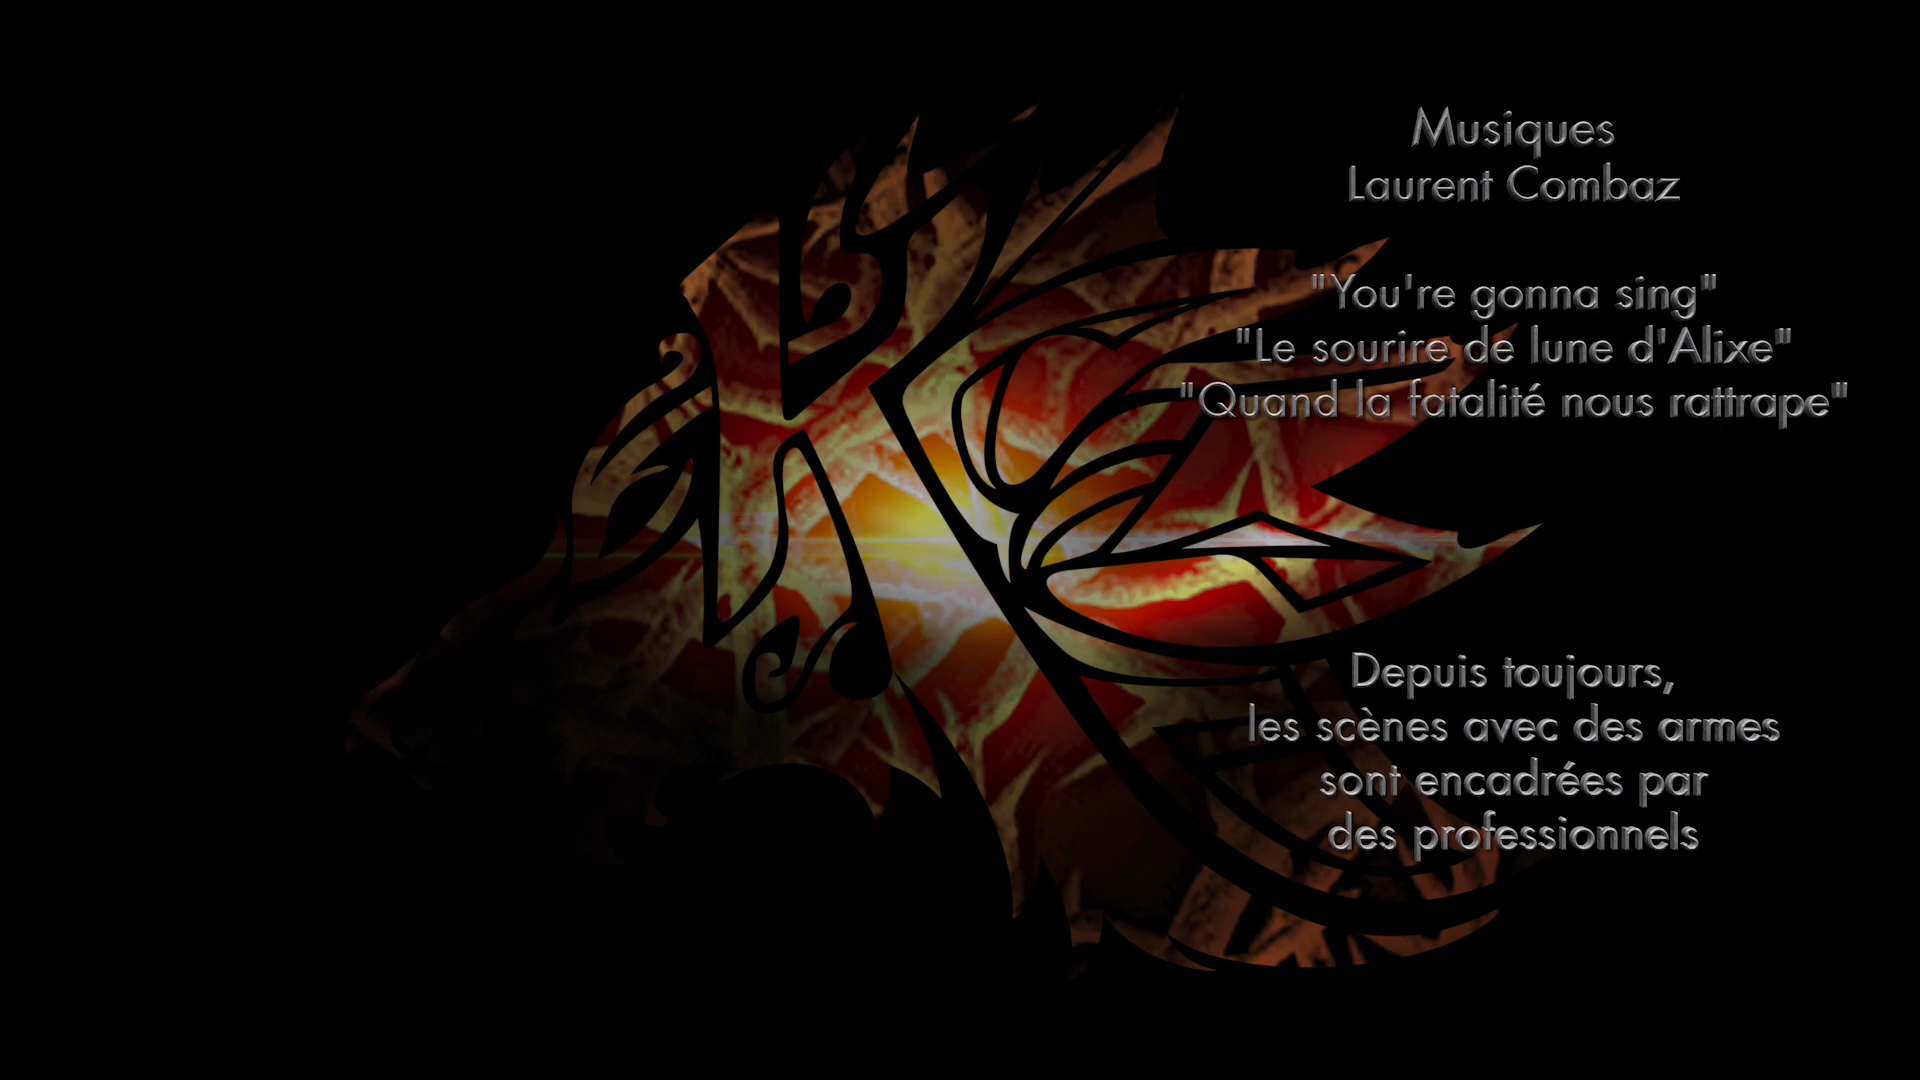 Musiques
Laurent Combaz
"You're gonna sing"
"Le sourire de lune d'Alixe"
"Quand la fatalité nous rattrape"
Depuis toujours,
les scènes avec des armes
sont encadrées par
des professionnels